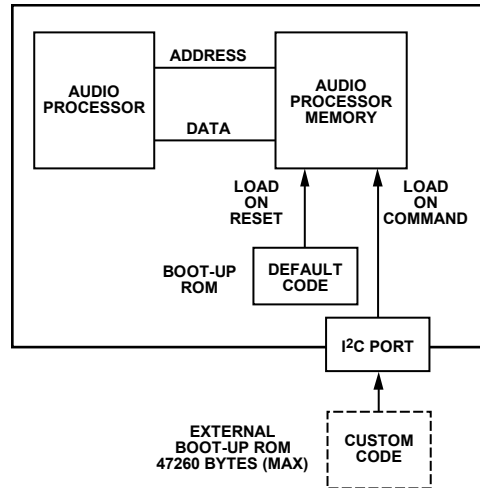 ADDRESS
AUDIO
PROCESSOR
AUDIO
PROCESSOR
MEMORY
DATA
LOAD
ON
RESET
LOAD
ON
COMMAND
BOOT-UP
ROM
DEFAULT
CODE
I²C PORT
EXTERNAL
BOOT-UP ROM
47260 BYTES (MAX)
CUSTOM
CODE